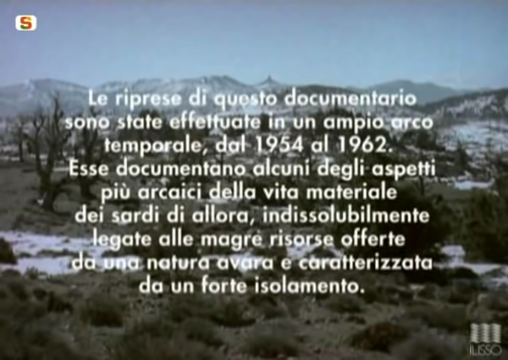 S
Le riprese di questo documentario
sono state effettuate in un ampio arco
temporale, dal 1954 al 1962.
Esse documentano alcuni degli aspetti
più arcaici della vita materiale
dei sardi di allora, indissolubilmente
legate alle magre risorse offerte
da una natura avara e caratterizzata
da un forte isolamento.
ILISSO